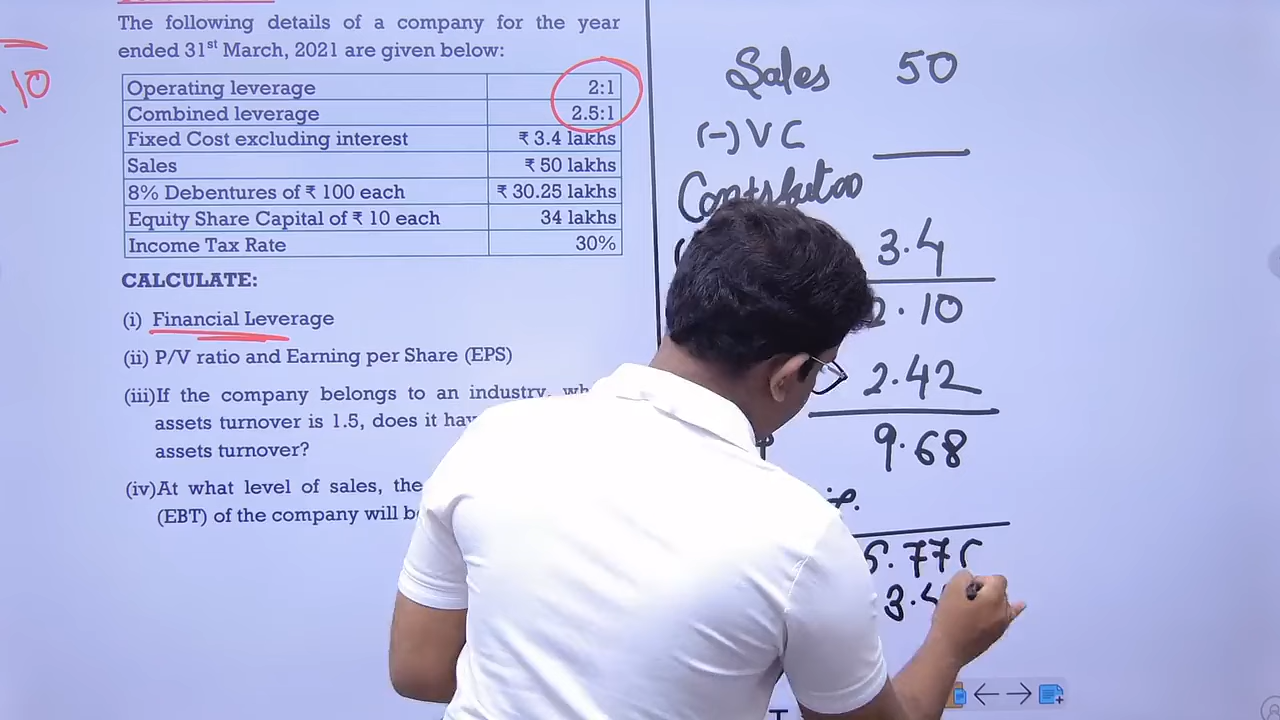 The following details of a company for the year
ended 31st March, 2021 are given below:
Operating leverage 2:1
Combined leverage 2.5:1
Fixed Cost excluding interest ₹ 3.4 lakhs
Sales ₹ 50 lakhs
8% Debentures of ₹ 100 each ₹ 30.25 lakhs
Equity Share Capital of ₹ 10 each 34 lakhs
Income Tax Rate 30%
CALCULATE:
(i) Financial Leverage
(ii) P/V ratio and Earning per Share (EPS)
(iii)If the company belongs to an industry,
assets turnover is 1.5, does it
assets turnover?
(iv)At what level of sales, the
(EBT) of the company will
10
Sales 50
(-) VC
Contribution
3.4
.10
2.42
9.68
.77
3.